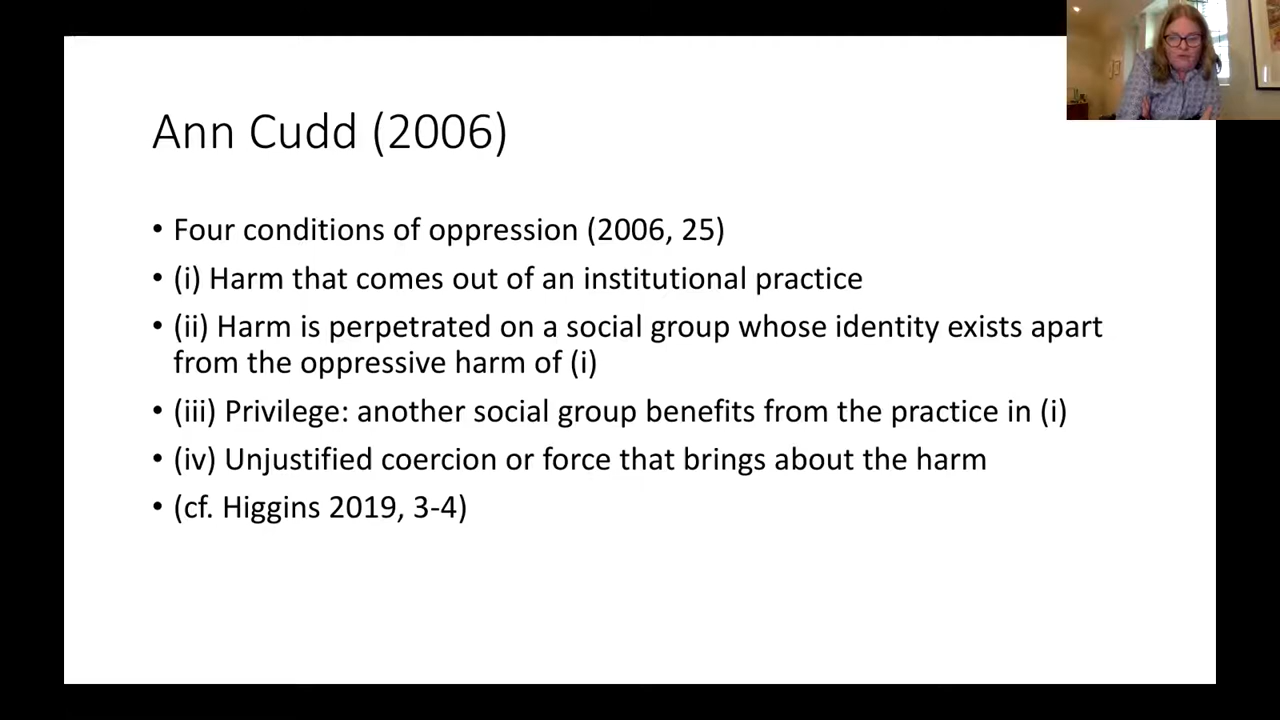 Ann Cudd (2006)
• Four conditions of oppression (2006, 25)
• (i) Harm that comes out of an institutional practice
• (ii) Harm is perpetrated on a social group whose identity exists apart
from the oppressive harm of (i)
• (iii) Privilege: another social group benefits from the practice in (i)
• (iv) Unjustified coercion or force that brings about the harm
• (cf. Higgins 2019, 3-4)